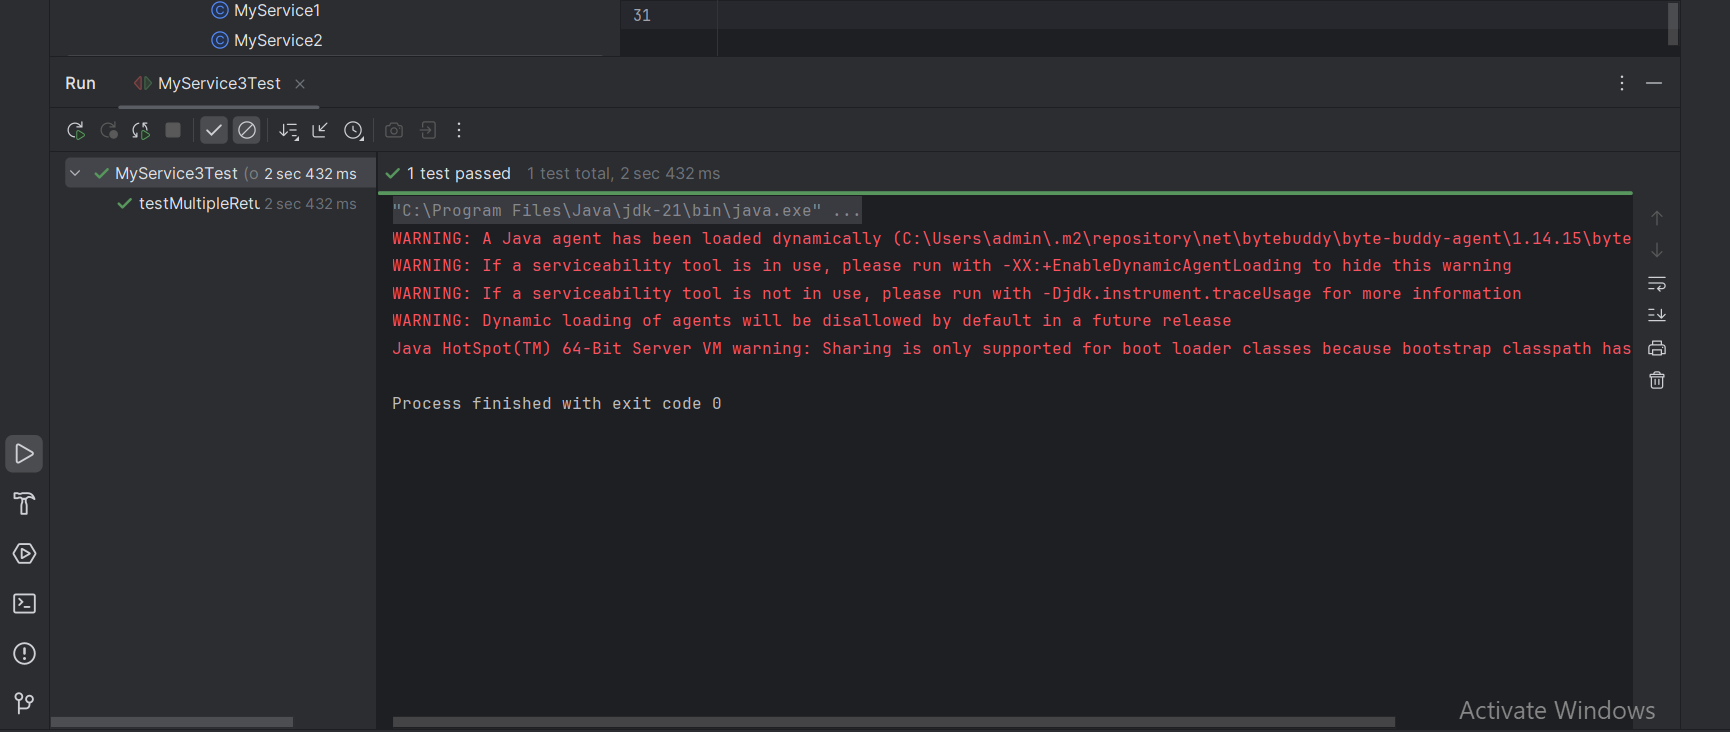 MyService1
31
MyService2
Run
MyService3Test
MyService3Test (o 2 sec 432 ms
1 test passed 1 test total, 2 sec 432 ms
testMultipleRetu 2 sec 432 ms
"C:\Program Files\Java\jdk-21\bin\java.exe" ...
WARNING: A Java agent has been loaded dynamically (C:\Users\admin\.m2\repository\net\bytebuddy\byte-buddy-agent\1.14.15\byte
WARNING: If a serviceability tool is in use, please run with -XX:+EnableDynamicAgentLoading to hide this warning
WARNING: If a serviceability tool is not in use, please run with -Djdk.instrument.traceUsage for more information
WARNING: Dynamic loading of agents will be disallowed by default in a future release
Java HotSpot(TM) 64-Bit Server VM warning: Sharing is only supported for boot loader classes because bootstrap classpath has
Process finished with exit code 0
Activate Windows